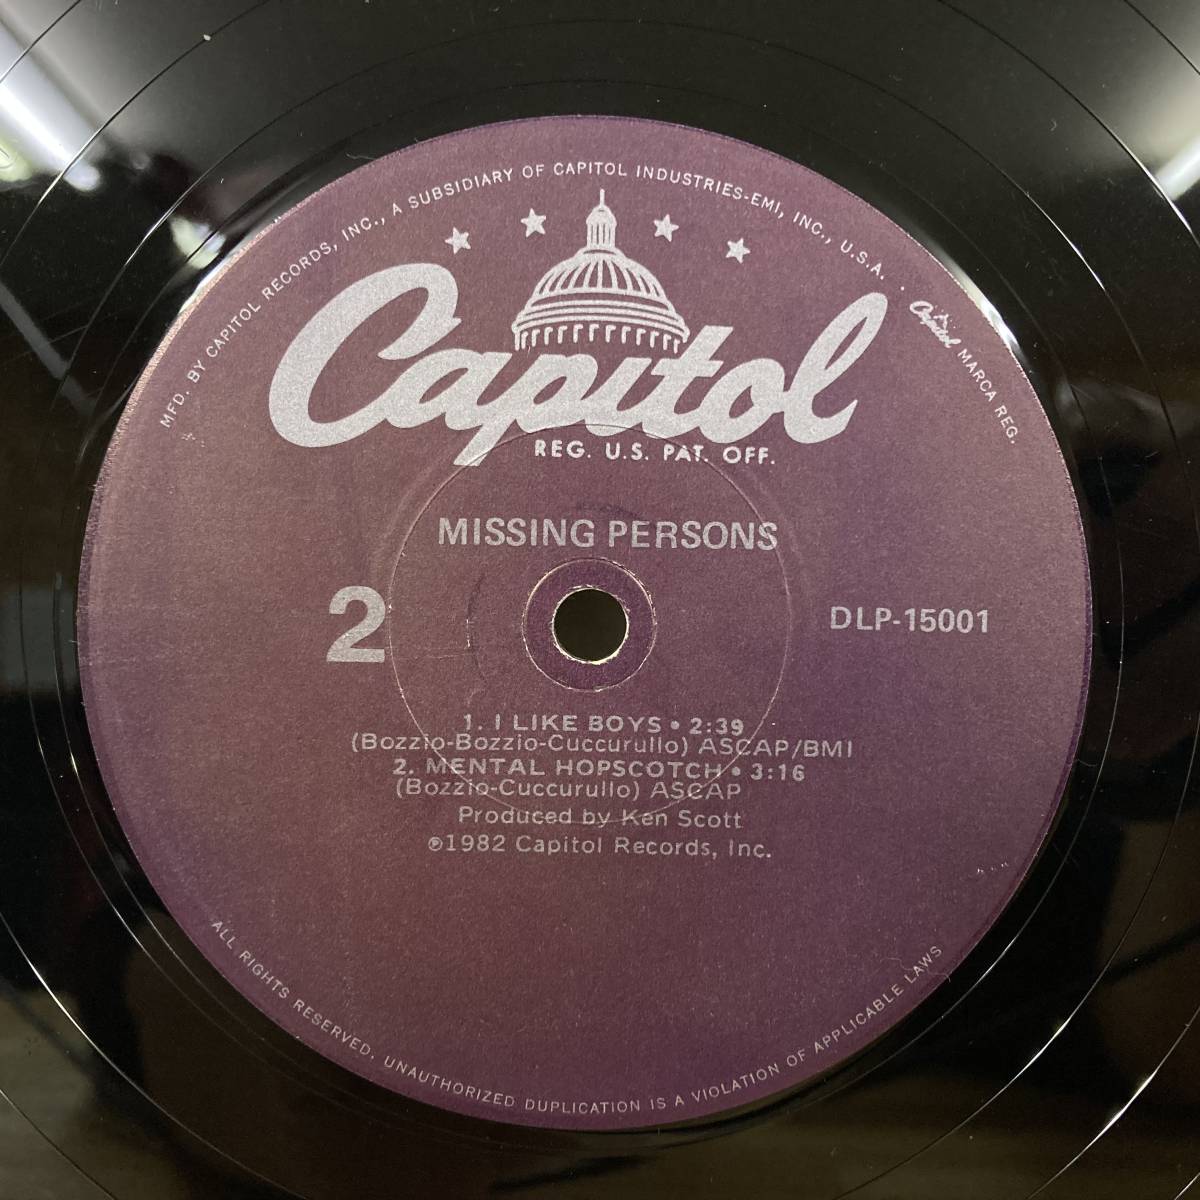 MFD. BY CAPITOL RECORDS, INC., A SUBSIDIARY OF CAPITOL INDUSTRIES-EMI, INC., U.S.A.
Capitol MARCA REG.
Capitol
REG. U.S. PAT. OFF.
MISSING PERSONS
2
DLP-15001
1. I LIKE BOYS • 2:39
(Bozzio-Bozzio-Cuccurullo) ASCAP/BMI
2. MENTAL HOPSCOTCH • 3:16
(Bozzio-Cuccurullo) ASCAP
Produced by Ken Scott
℗1982 Capitol Records, Inc.
ALL RIGHTS RESERVED. UNAUTHORIZED DUPLICATION IS A VIOLATION OF APPLICABLE LAWS